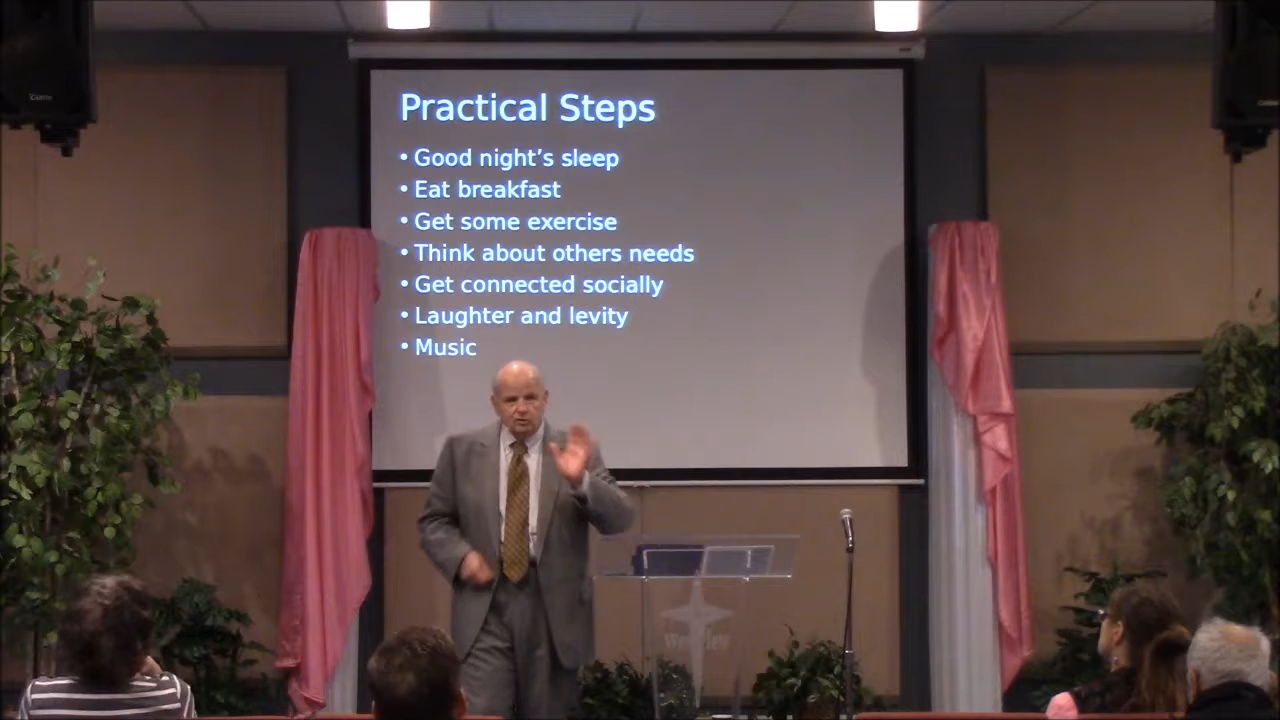 Practical Steps
• Good night’s sleep
• Eat breakfast
• Get some exercise
• Think about others needs
• Get connected socially
• Laughter and levity
• Music